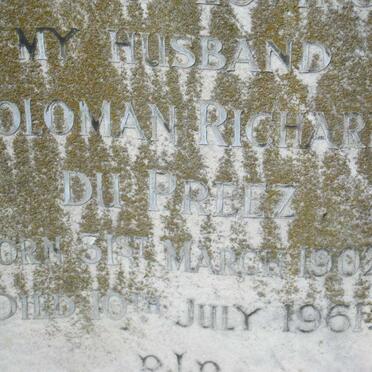 MY HUSBAND
OLOMAN RICHAR
DU PREEZ
ORN 31ST MARCH 1902
DIED 10TH JULY 1961
R.I.P.